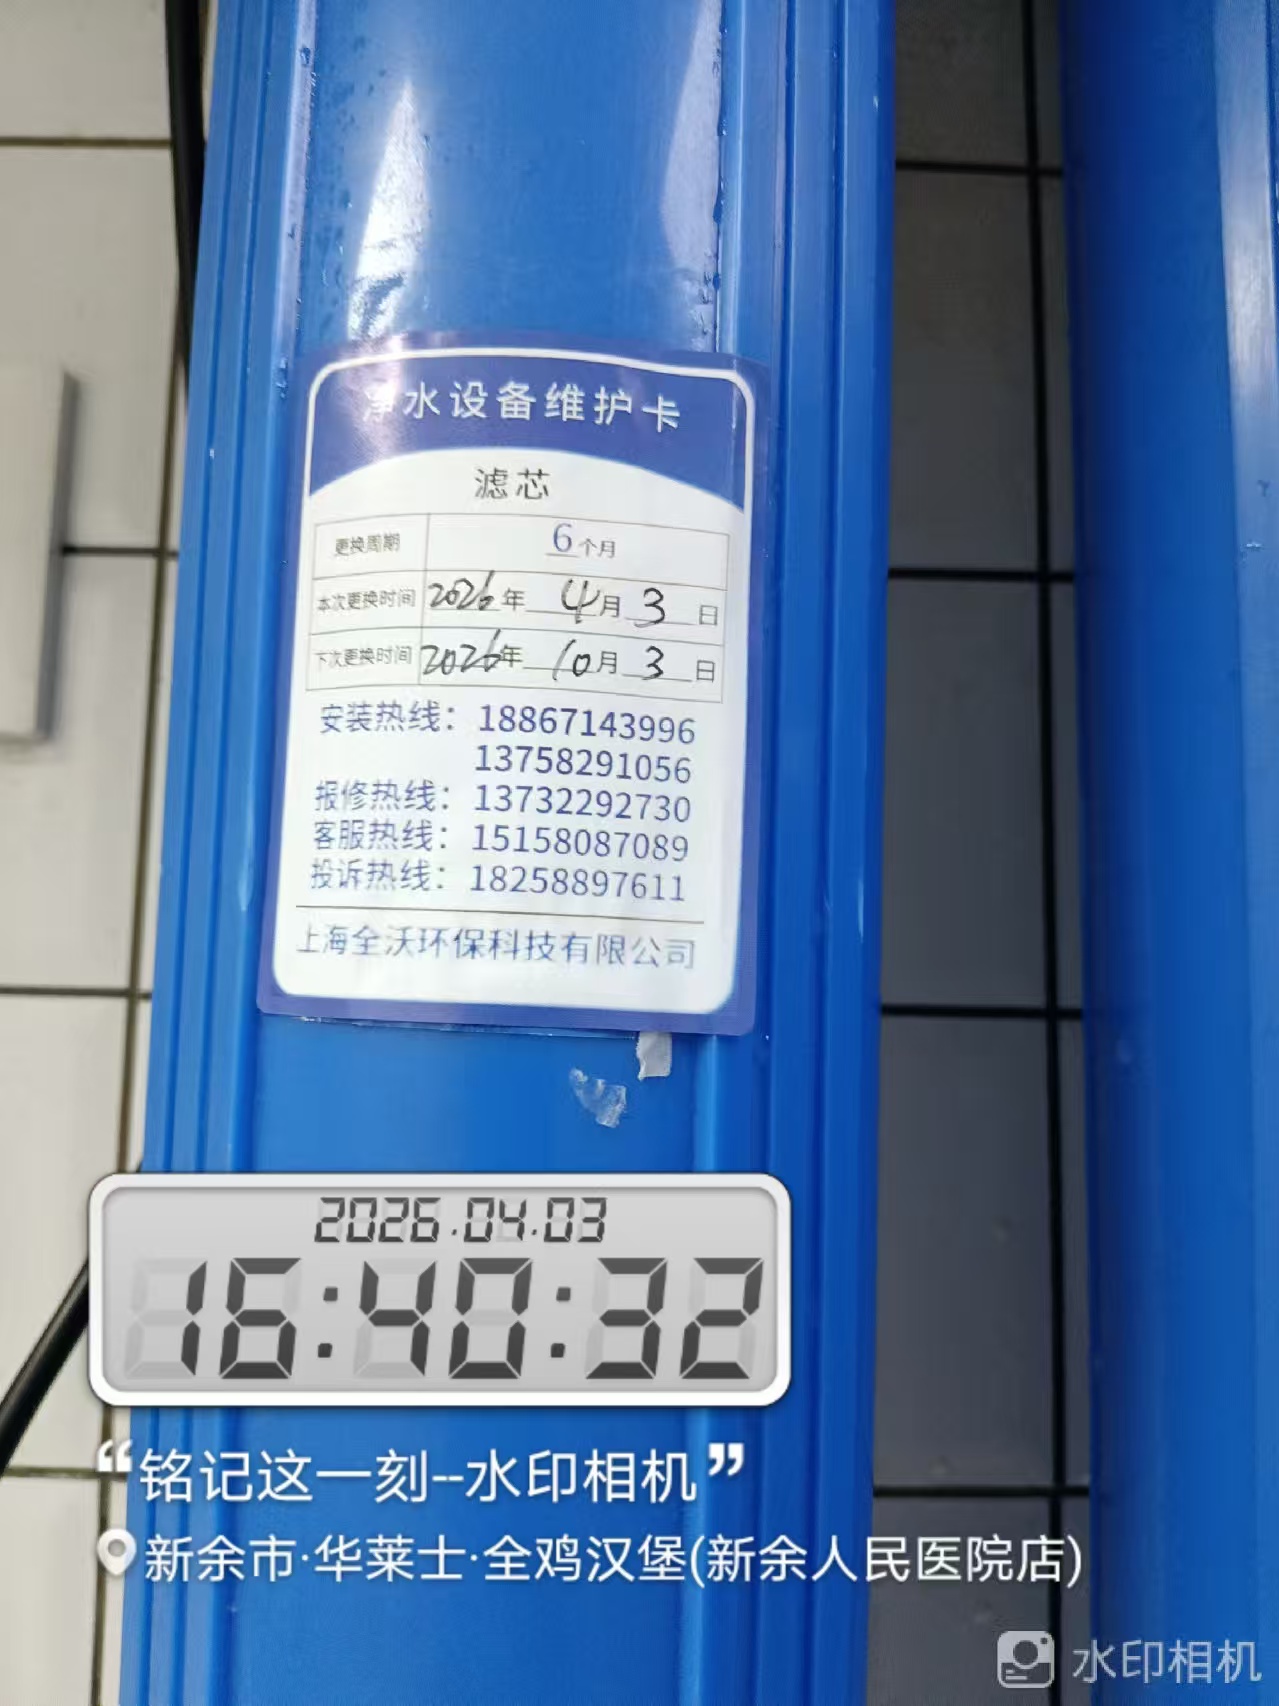 净水设备维护卡
滤芯
更换周期 6个月
本次更换时间 2026年 4月 3日
下次更换时间 2026年 10月 3日
安装热线：18867143996
13758291056
报修热线：13732292730
客服热线：15158087089
投诉热线：18258897611
上海全沃环保科技有限公司
2026.04.03
16:40:32
“铭记这一刻--水印相机”
新余市·华莱士·全鸡汉堡(新余人民医院店)
水印相机